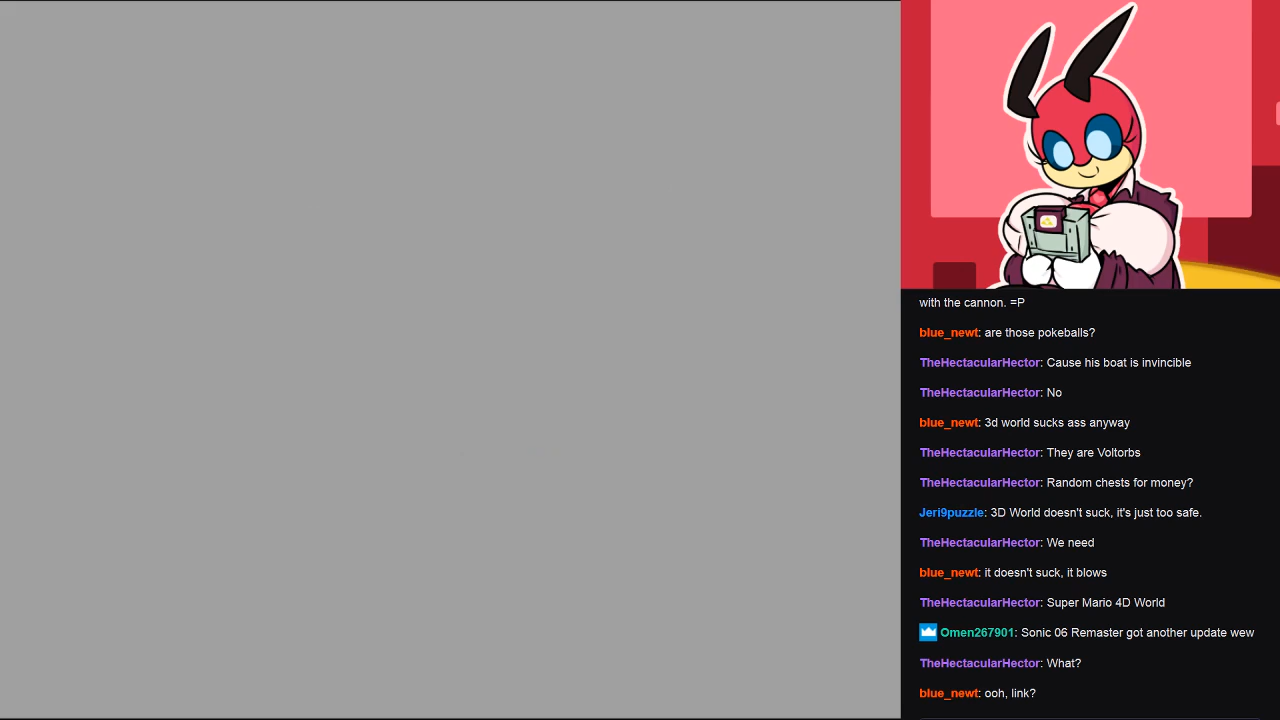 with the cannon. =P
blue_newt: are those pokeballs?
TheHectacularHector: Cause his boat is invincible
TheHectacularHector: No
blue_newt: 3d world sucks ass anyway
TheHectacularHector: They are Voltorbs
TheHectacularHector: Random chests for money?
Jeri9puzzle: 3D World doesn't suck, it's just too safe.
TheHectacularHector: We need
blue_newt: it doesn't suck, it blows
TheHectacularHector: Super Mario 4D World
Omen267901: Sonic 06 Remaster got another update wew
TheHectacularHector: What?
blue_newt: ooh, link?